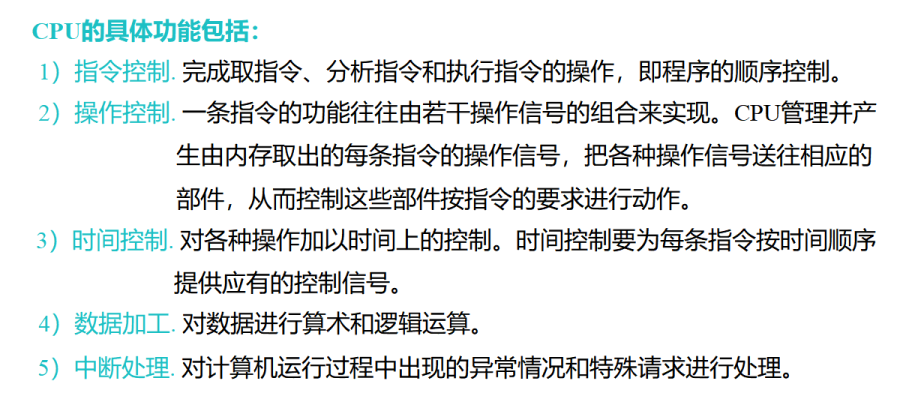 CPU的具体功能包括：
1）指令控制. 完成取指令、分析指令和执行指令的操作，即程序的顺序控制。
2）操作控制. 一条指令的功能往往由若干操作信号的组合来实现。CPU管理并产
生由内存取出的每条指令的操作信号，把各种操作信号送往相应的
部件，从而控制这些部件按指令的要求进行动作。
3）时间控制. 对各种操作加以时间上的控制。时间控制要为每条指令按时间顺序
提供应有的控制信号。
4）数据加工. 对数据进行算术和逻辑运算。
5）中断处理. 对计算机运行过程中出现的异常情况和特殊请求进行处理。